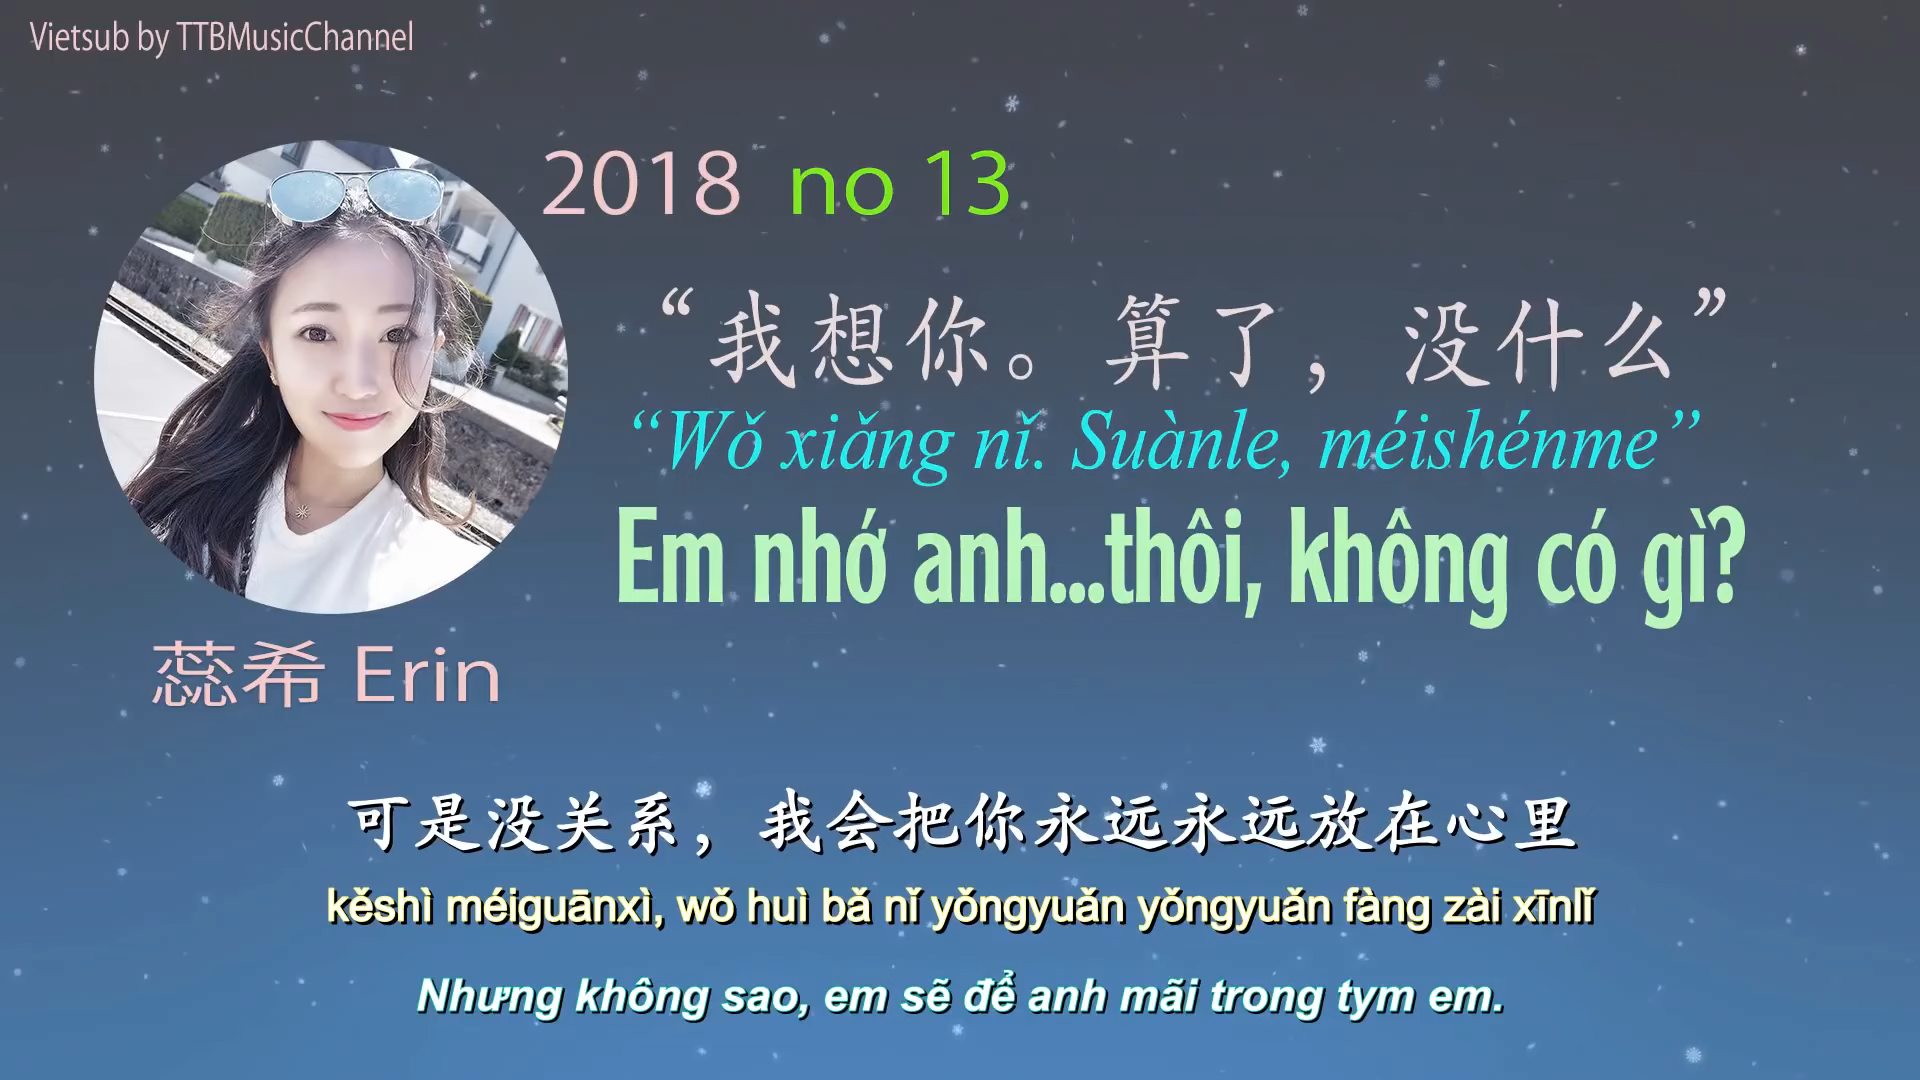 Vietsub by TTBMusicChannel
2018 no 13
“我想你。算了，没什么”
“Wǒ xiǎng nǐ. Suànle, méishénme”
Em nhớ anh...thôi, không có gì?
蕊希 Erin
可是没关系，我会把你永远永远放在心里
kěshì méiguānxì, wǒ huì bǎ nǐ yǒngyuǎn yǒngyuǎn fàng zài xīnlǐ
Nhưng không sao, em sẽ để anh mãi trong tym em.